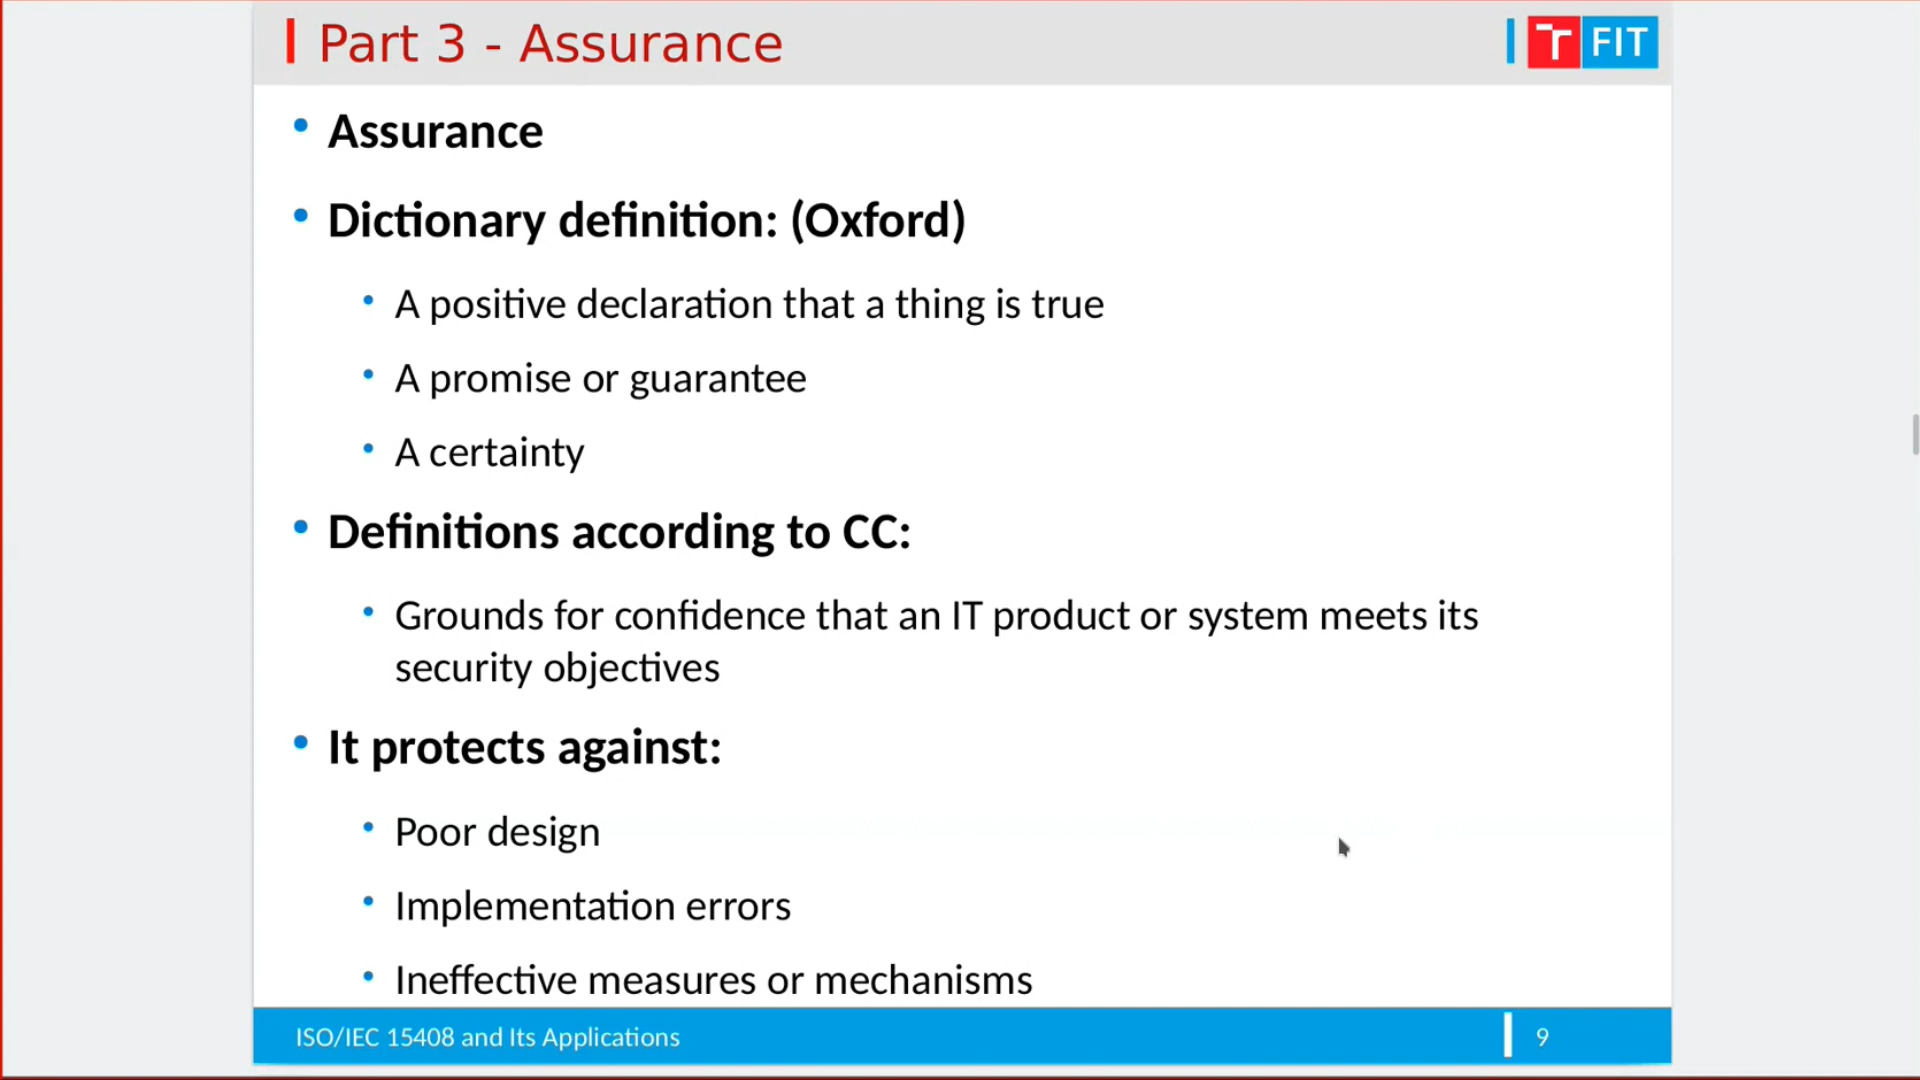 Part 3 - Assurance
T FIT
• Assurance
• Dictionary definition: (Oxford)
• A positive declaration that a thing is true
• A promise or guarantee
• A certainty
• Definitions according to CC:
• Grounds for confidence that an IT product or system meets its
security objectives
• It protects against:
• Poor design
• Implementation errors
• Ineffective measures or mechanisms
ISO/IEC 15408 and Its Applications
9